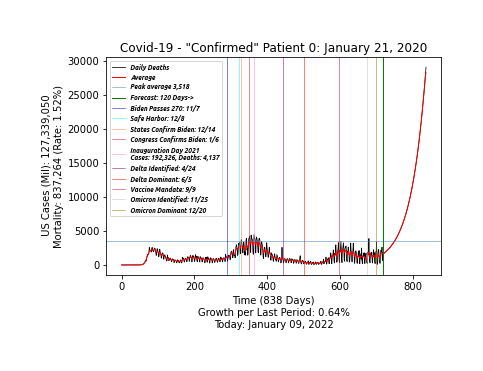 Covid-19 - "Confirmed" Patient 0: January 21, 2020
30000
25000
20000
15000
10000
5000
0
US Cases (Mil): 127,339,050
Mortality: 837,264 (Rate: 1.52%)
Daily Deaths
Average
Peak average 3,518
Forecast: 120 Days->
Biden Passes 270: 11/7
Safe Harbor: 12/8
States Confirm Biden: 12/14
Congress Confirms Biden: 1/6
Inauguration Day 2021
Cases: 192,326, Deaths: 4,137
Delta Identified: 4/24
Delta Dominant: 6/5
Vaccine Mandate: 9/9
Omicron Identified: 11/25
Omicron Dominant 12/20
0 200 400 600 800
Time (838 Days)
Growth per Last Period: 0.64%
Today: January 09, 2022